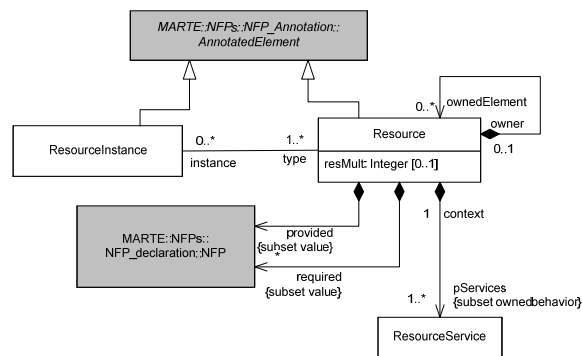 MARTE::NFPs::NFP_Annotation::
AnnotatedElement
0..*
ownedElement
owner
0..1
ResourceInstance
0..*
instance
1..*
type
Resource
resMult: Integer [0..1]
MARTE::NFPs::
NFP_declaration::NFP
provided
{subset value}
*
required
{subset value}
1
context
pServices
1..*
{subset ownedbehavior}
ResourceService